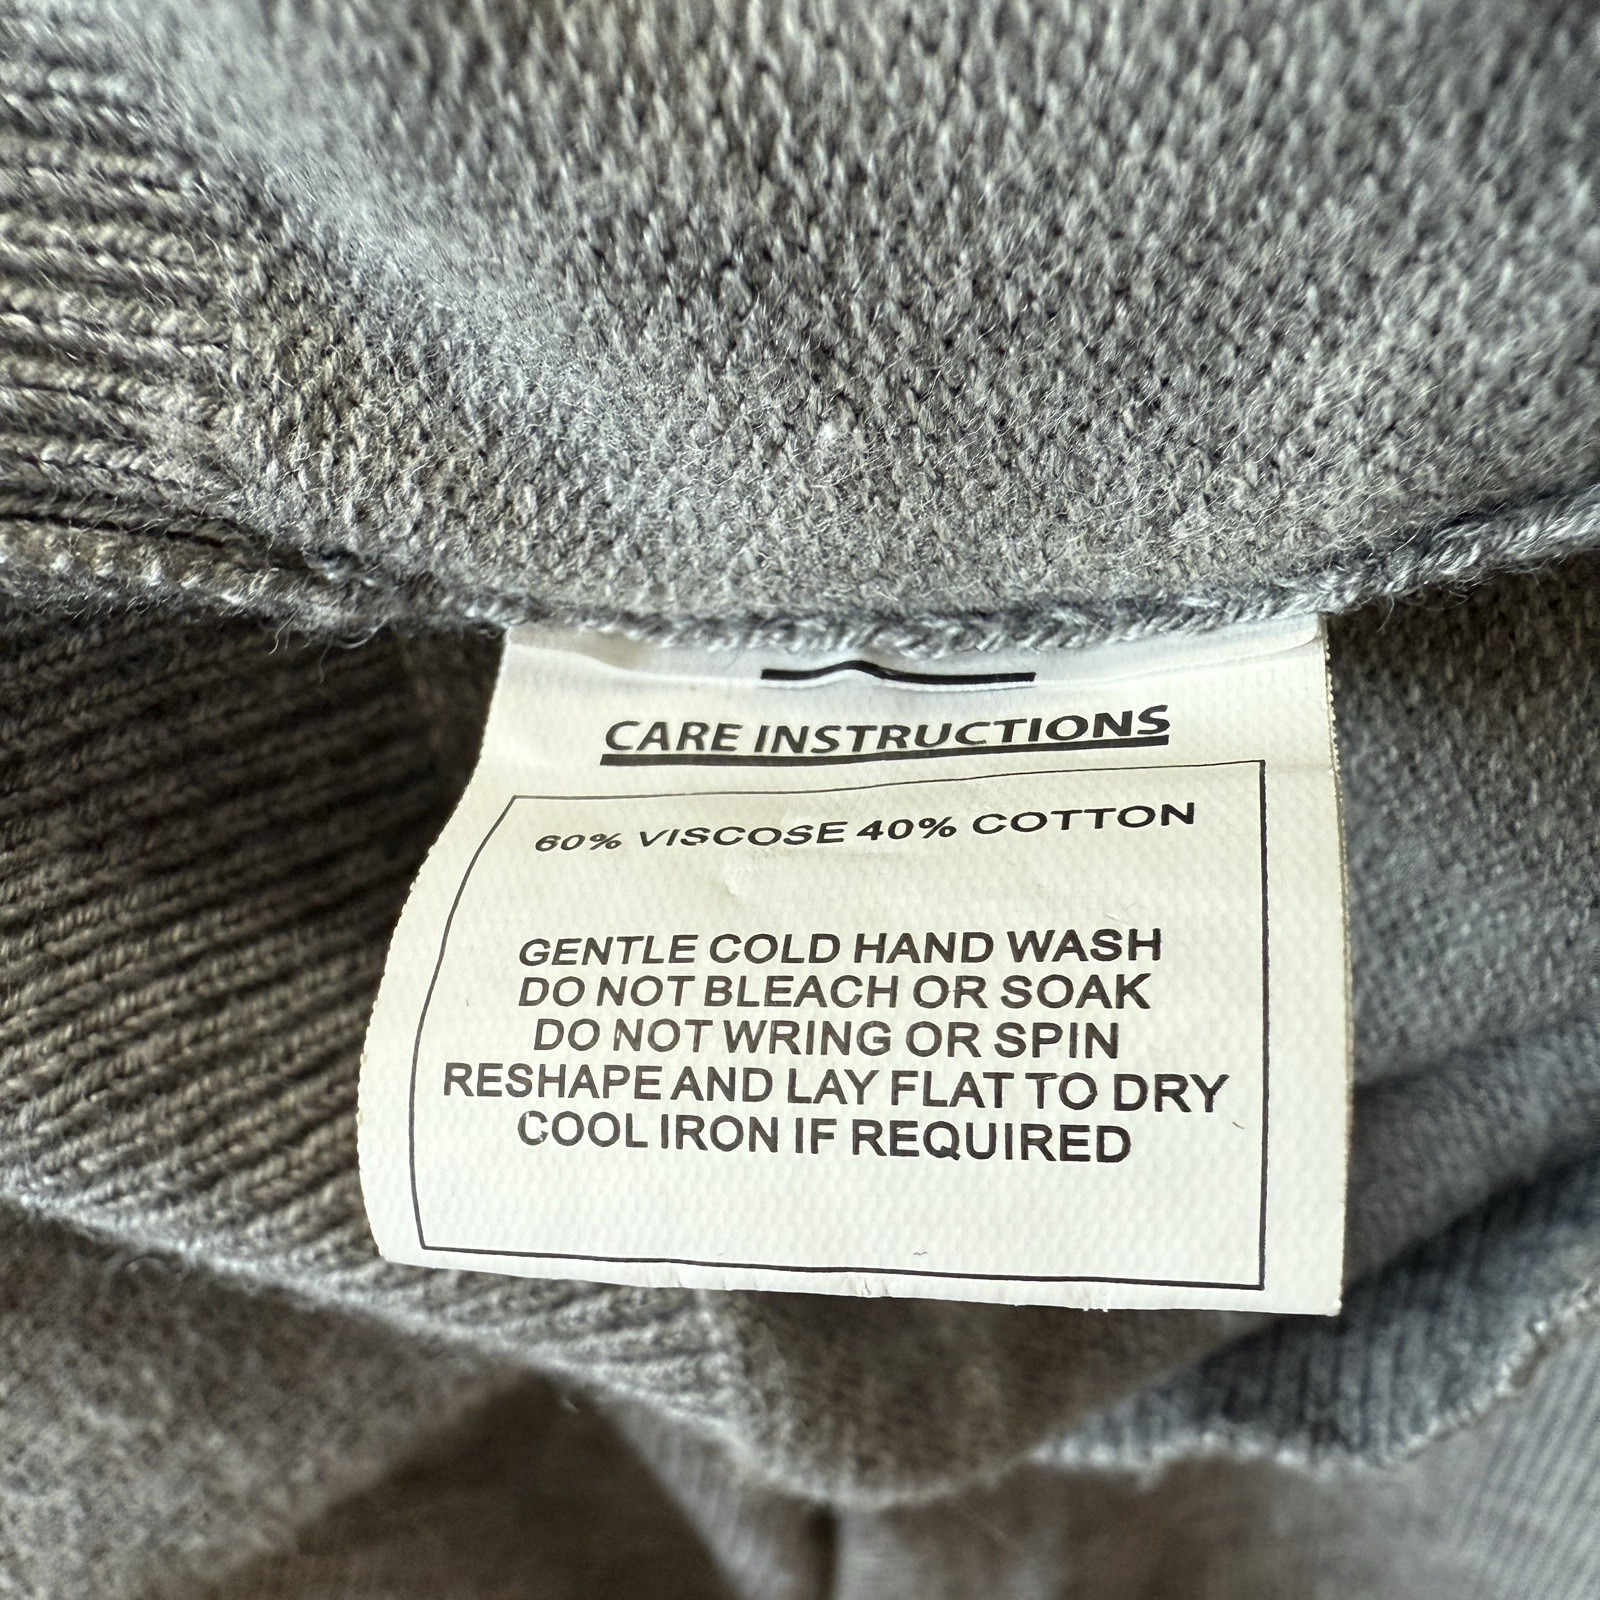 CARE INSTRUCTIONS
60% VISCOSE 40% COTTON
GENTLE COLD HAND WASH
DO NOT BLEACH OR SOAK
DO NOT WRING OR SPIN
RESHAPE AND LAY FLAT TO DRY
COOL IRON IF REQUIRED